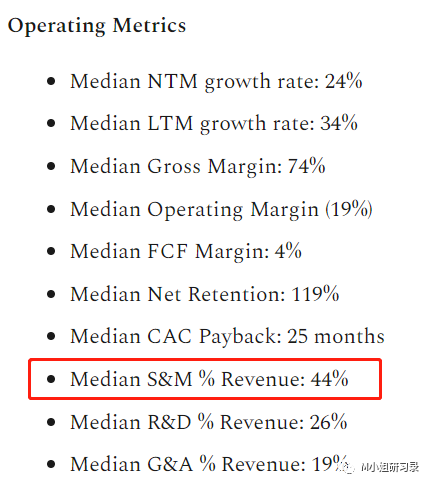 Operating Metrics
• Median NTM growth rate: 24%
• Median LTM growth rate: 34%
• Median Gross Margin: 74%
• Median Operating Margin (19%)
• Median FCF Margin: 4%
• Median Net Retention: 119%
• Median CAC Payback: 25 months
• Median S&M % Revenue: 44%
• Median R&D % Revenue: 26%
• Median G&A % Revenue: 19%
M小姐研习录